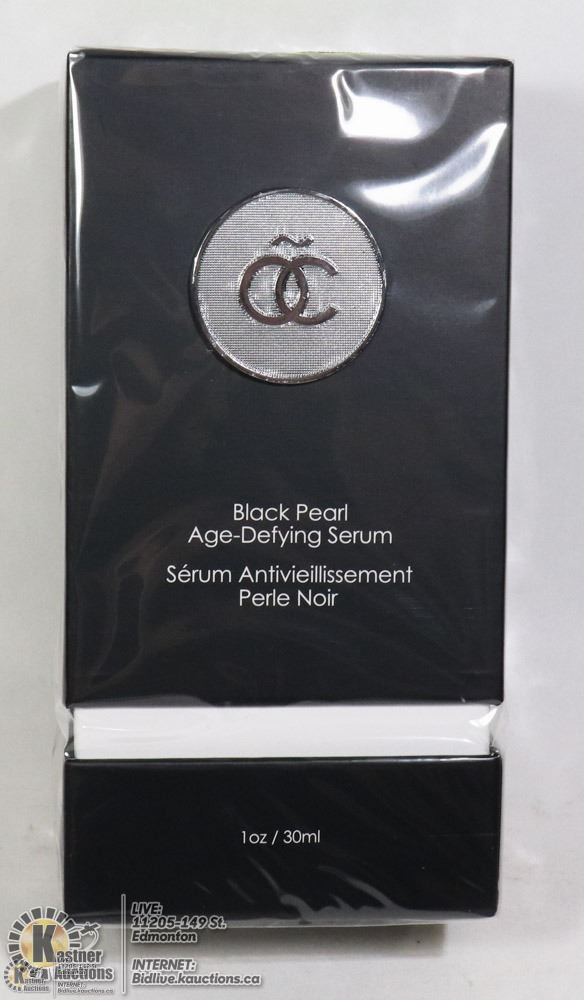 ÕC
Black Pearl
Age-Defying Serum
Sérum Antivieillissement
Perle Noir
1oz / 30ml
Kastner
Auctions
LIVE:
11205-149 St.
Edmonton
INTERNET:
Bidlive.kauctions.ca